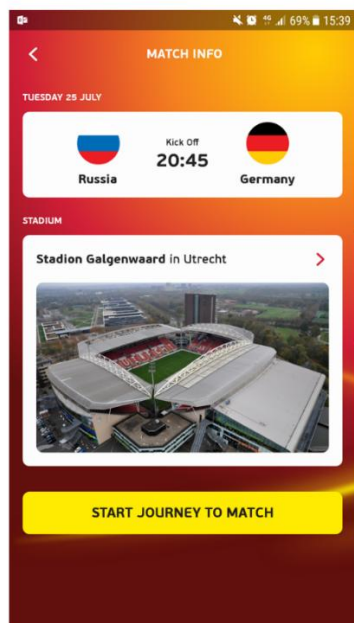 69% 15:39
MATCH INFO
TUESDAY 25 JULY
Kick Off
20:45
Russia
Germany
STADIUM
Stadion Galgenwaard in Utrecht
START JOURNEY TO MATCH